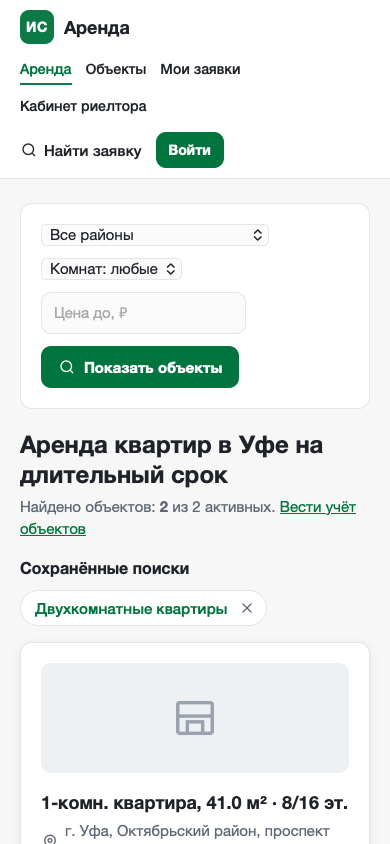 ИС Аренда
Аренда Объекты Мои заявки
Кабинет риелтора
Найти заявку Войти
Все районы
Комнат: любые
Цена до, ₽
Показать объекты
Аренда квартир в Уфе на
длительный срок
Найдено объектов: 2 из 2 активных. Вести учёт
объектов
Сохранённые поиски
Двухкомнатные квартиры
1-комн. квартира, 41.0 м² · 8/16 эт.
г. Уфа, Октябрьский район, проспект